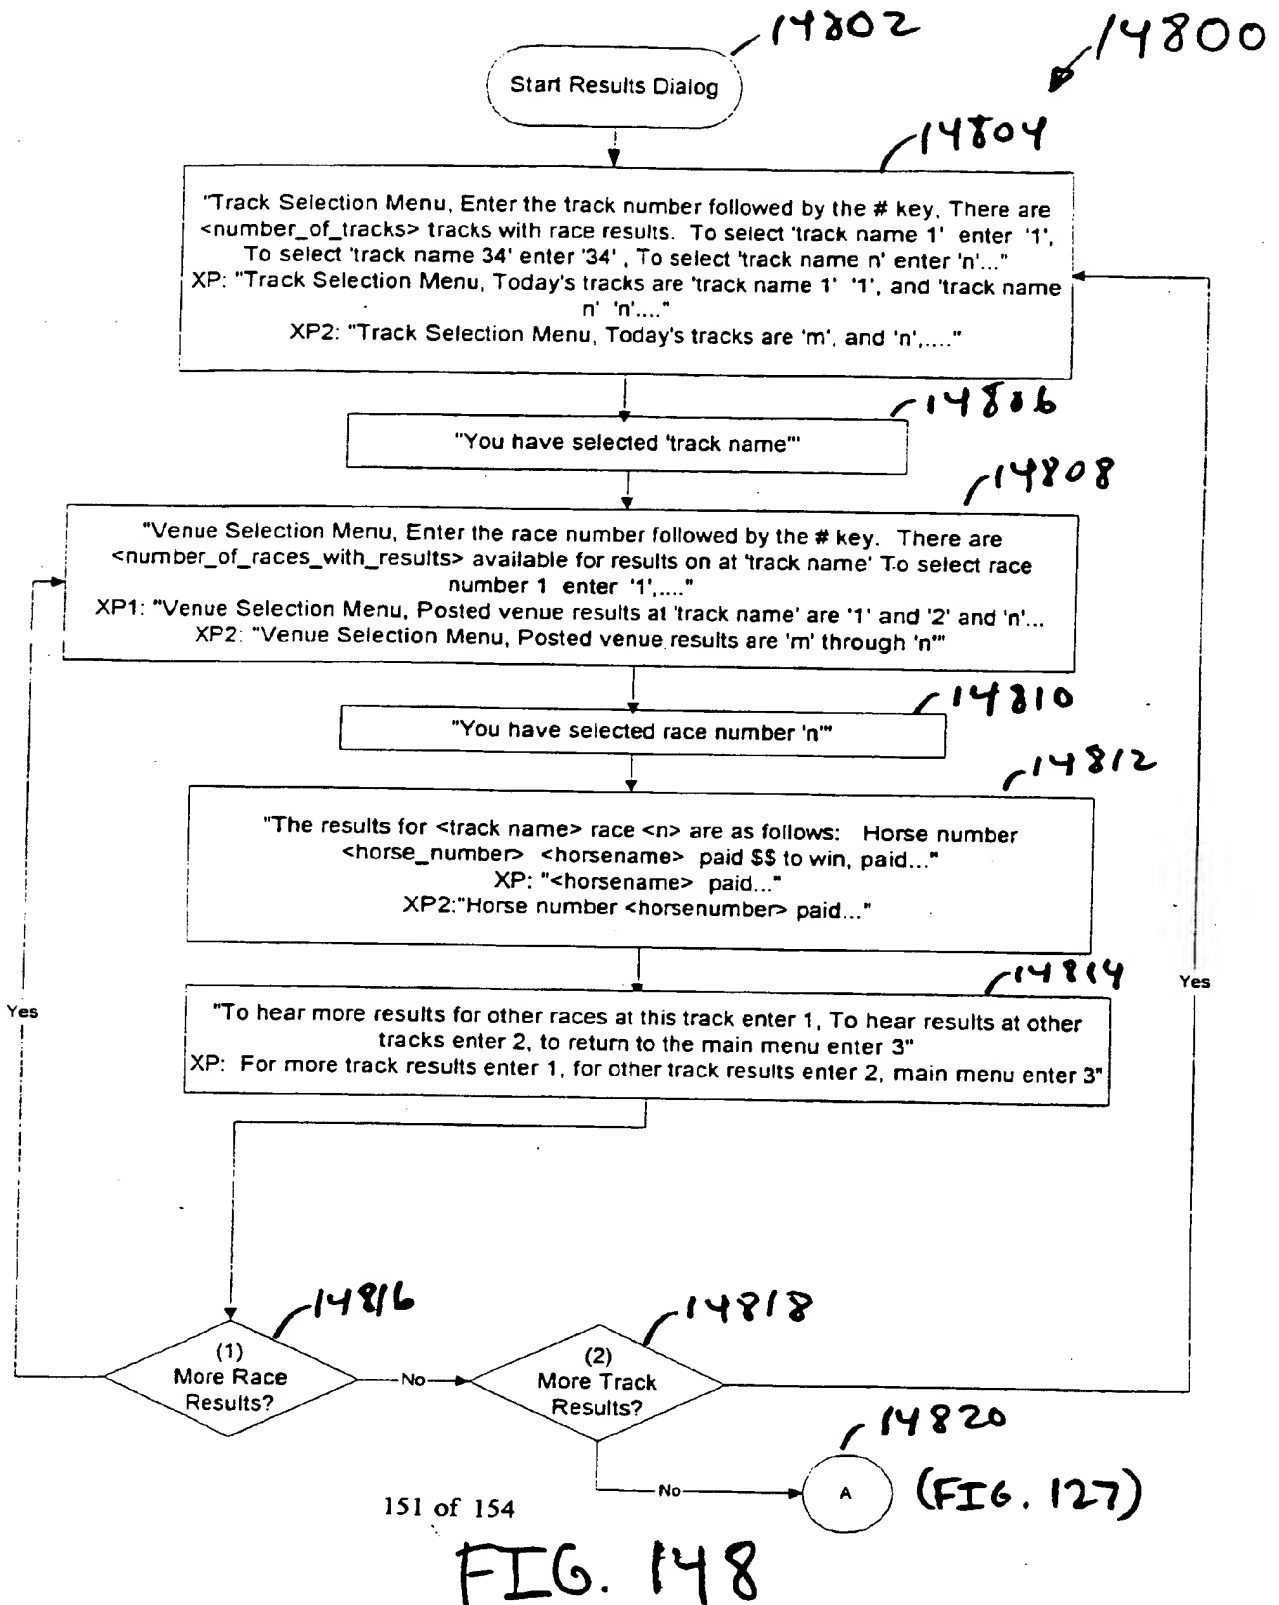 14802
14800
Start Results Dialog
14804
"Track Selection Menu, Enter the track number followed by the # key, There are
<number_of_tracks> tracks with race results. To select 'track name 1' enter '1',
To select 'track name 34' enter '34' , To select 'track name n' enter 'n'..."
XP: "Track Selection Menu, Today's tracks are 'track name 1' '1', and 'track name
n' 'n'...."
XP2: "Track Selection Menu, Today's tracks are 'm', and 'n',...."
14806
"You have selected 'track name'"
14808
"Venue Selection Menu, Enter the race number followed by the # key. There are
<number_of_races_with_results> available for results on at 'track name' To select race
number 1 enter '1',...."
XP1: "Venue Selection Menu, Posted venue results at 'track name' are '1' and '2' and 'n'...
XP2: "Venue Selection Menu, Posted venue results are 'm' through 'n'"
14810
"You have selected race number 'n'"
14812
"The results for <track name> race <n> are as follows: Horse number
<horse_number> <horsename> paid $$ to win, paid..."
XP: "<horsename> paid..."
XP2:"Horse number <horsenumber> paid..."
14814
"To hear more results for other races at this track enter 1, To hear results at other
tracks enter 2, to return to the main menu enter 3"
XP: For more track results enter 1, for other track results enter 2, main menu enter 3"
Yes
Yes
14816
(1)
More Race
Results?
No
14818
(2)
More Track
Results?
No
14820
A
(FIG. 127)
151 of 154
FIG. 148